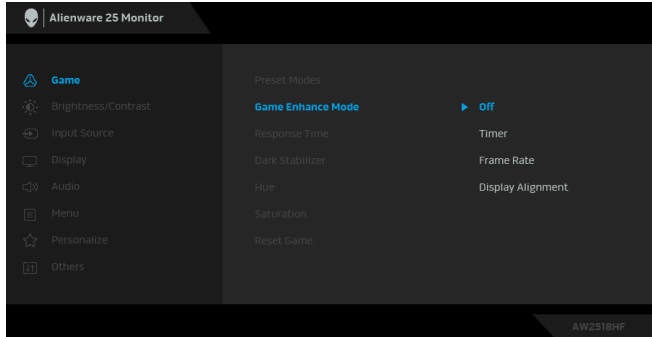 Alienware 25 Monitor
Game
Preset Modes
Brightness/Contrast
Game Enhance Mode
Off
Input Source
Response Time
Timer
Display
Dark Stabilizer
Frame Rate
Audio
Hue
Display Alignment
Menu
Saturation
Personalize
Reset Game
Others
AW2518HF